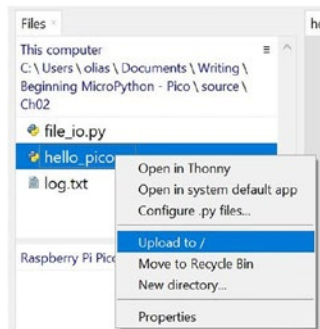 Files ×
he
This computer
C: \ Users \ olias \ Documents \ Writing \
Beginning MicroPython - Pico \ source \
Ch02
file_io.py
hello_pico
log.txt
Open in Thonny
Open in system default app
Configure .py files...
Upload to /
Move to Recycle Bin
New directory...
Properties
Raspberry Pi Pico